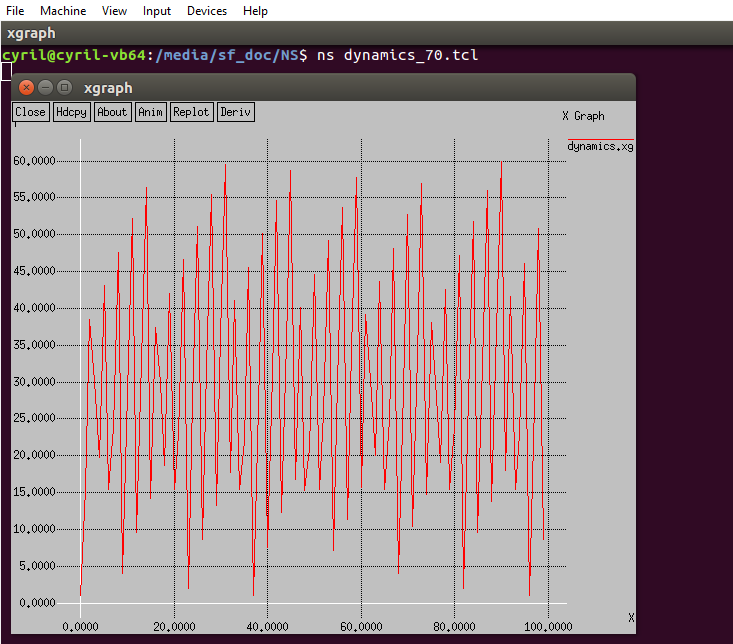 File Machine View Input Devices Help
xgraph
cyril@cyril-vb64:/media/sf_doc/NS$ ns dynamics_70.tcl
xgraph
Close Hdcpy About Anim Replot Deriv
X Graph
dynamics.xg
60.0000
55.0000
50.0000
45.0000
40.0000
35.0000
30.0000
25.0000
20.0000
15.0000
10.0000
5.0000
0.0000
X
0.0000 20.0000 40.0000 60.0000 80.0000 100.0000